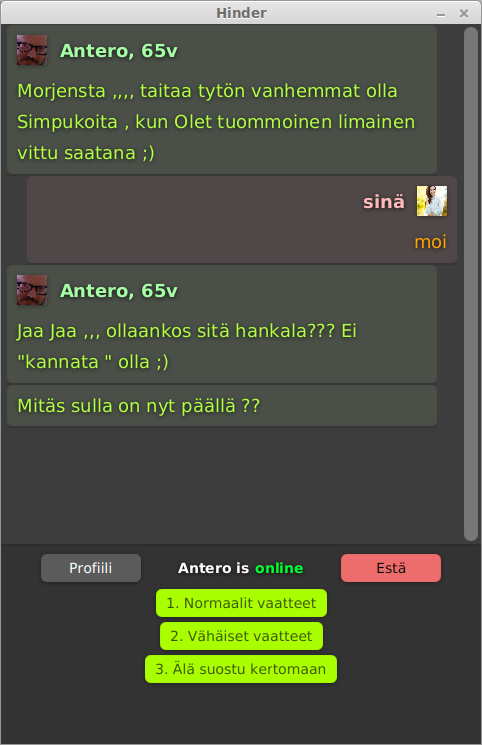 Hinder
Antero, 65v
Morjensta ,,,, taitaa tytön vanhemmat olla
Simpukoita , kun Olet tuommoinen limainen
vittu saatana ;)
sinä
moi
Antero, 65v
Jaa Jaa ,,, ollaankos sitä hankala??? Ei
"kannata " olla ;)
Mitäs sulla on nyt päällä ??
Profiili
Antero is online
Estä
1. Normaalit vaatteet
2. Vähäiset vaatteet
3. Älä suostu kertomaan